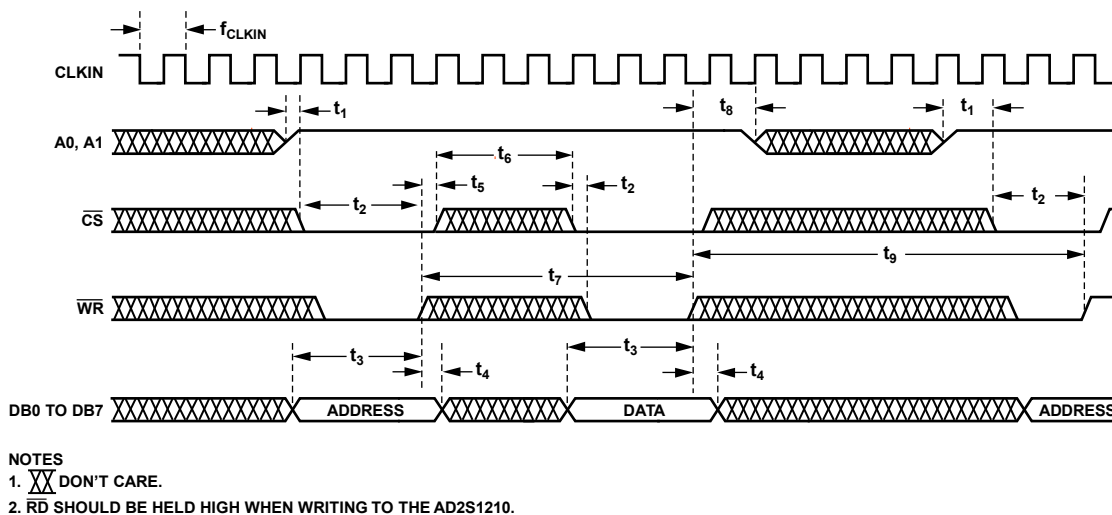 fCLKIN
CLKIN
t1 t8 t1
A0, A1
t6
t5 t2
t2 t2
CS
t9
t7
WR
t3 t3
t4 t4
DB0 TO DB7 ADDRESS DATA ADDRESS
NOTES
1. DON'T CARE.
2. RD SHOULD BE HELD HIGH WHEN WRITING TO THE AD2S1210.